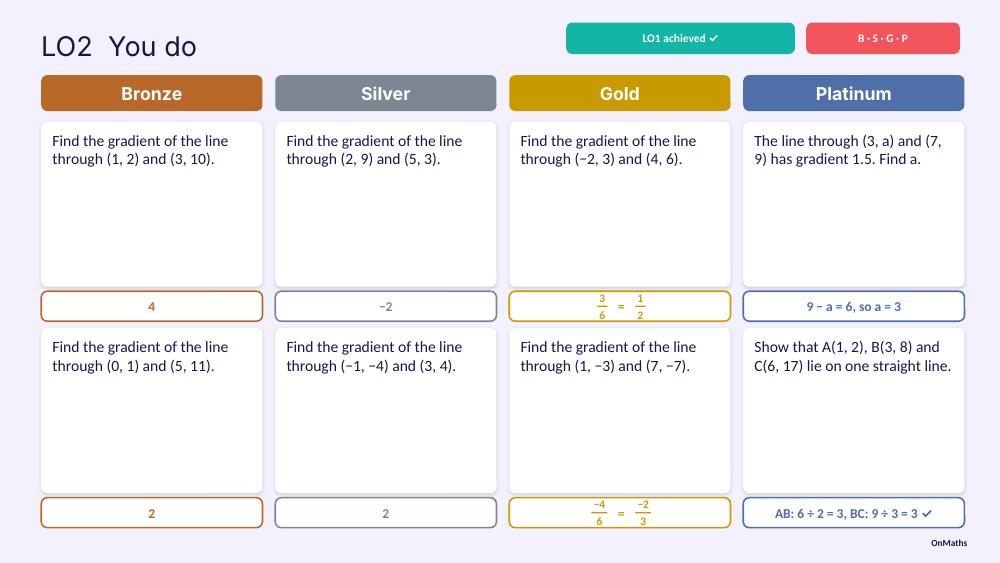 LO2 You do
LO1 achieved ✓
B · S · G · P
Bronze
Silver
Gold
Platinum
Find the gradient of the line
through (1, 2) and (3, 10).
Find the gradient of the line
through (2, 9) and (5, 3).
Find the gradient of the line
through (−2, 3) and (4, 6).
The line through (3, a) and (7,
9) has gradient 1.5. Find a.
4
−2
3/6 = 1/2
9 − a = 6, so a = 3
Find the gradient of the line
through (0, 1) and (5, 11).
Find the gradient of the line
through (−1, −4) and (3, 4).
Find the gradient of the line
through (1, −3) and (7, −7).
Show that A(1, 2), B(3, 8) and
C(6, 17) lie on one straight line.
2
2
−4/6 = −2/3
AB: 6 ÷ 2 = 3, BC: 9 ÷ 3 = 3 ✓
OnMaths